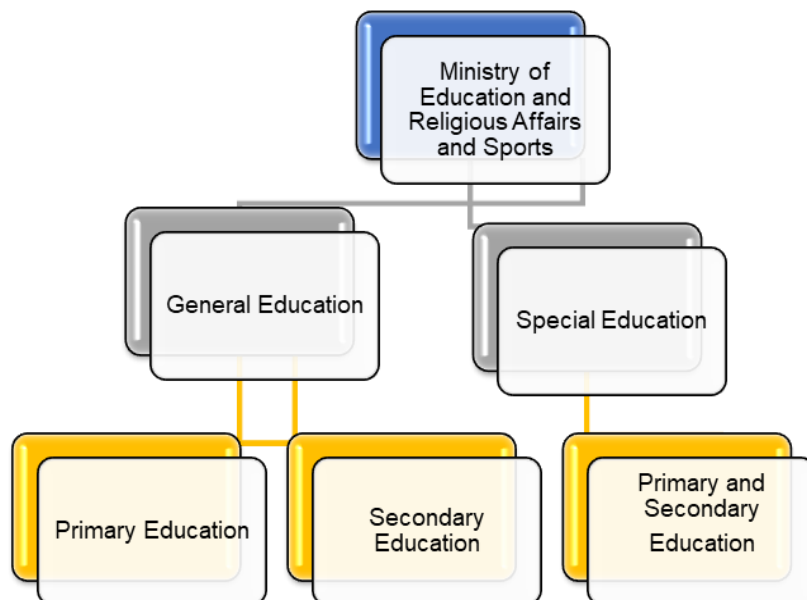 Ministry of
Education and
Religious Affairs
and Sports
General Education
Special Education
Primary Education
Secondary
Education
Primary and
Secondary
Education